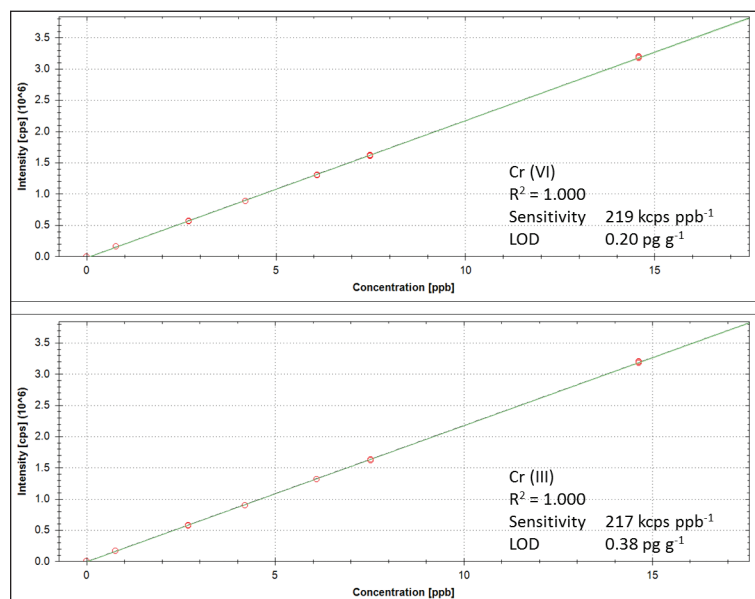 3.5
3.0
2.5
2.0
1.5
1.0
0.5
0.0
Intensity [cps] (10^6)
Cr (VI)
R² = 1.000
Sensitivity 219 kcps ppb⁻¹
LOD 0.20 pg g⁻¹
0 5 10 15
Concentration [ppb]
3.5
3.0
2.5
2.0
1.5
1.0
0.5
0.0
Intensity [cps] (10^6)
Cr (III)
R² = 1.000
Sensitivity 217 kcps ppb⁻¹
LOD 0.38 pg g⁻¹
0 5 10 15
Concentration [ppb]